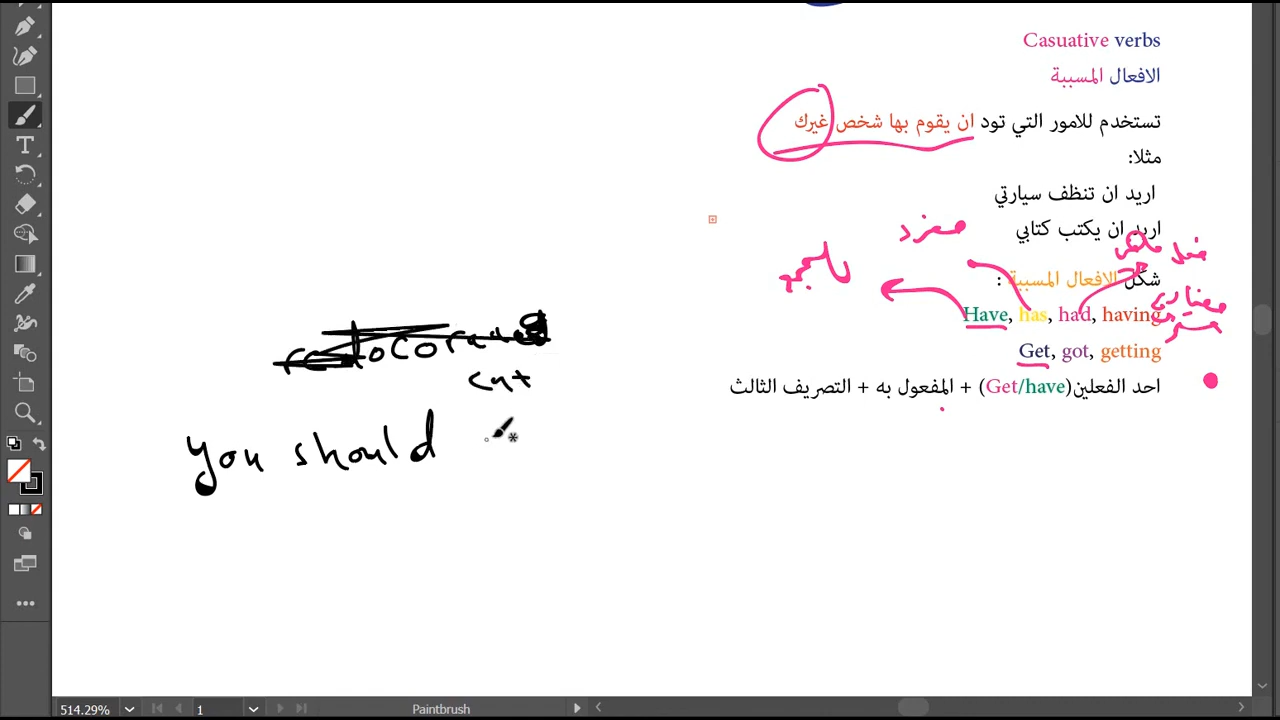 Casuative verbs
الافعال المسببة
تستخدم للامور التي تود ان يقوم بها شخص غيرك
مثلا:
اريد ان تنظف سيارتي
اريد ان يكتب كتابي
مفرد
شكل الافعال المسببة :
Have, has, had, having
Get, got, getting
احد الفعلين(Get/have) + المفعول به + التصريف الثالث
cut
you should
514.29%
1
Paintbrush